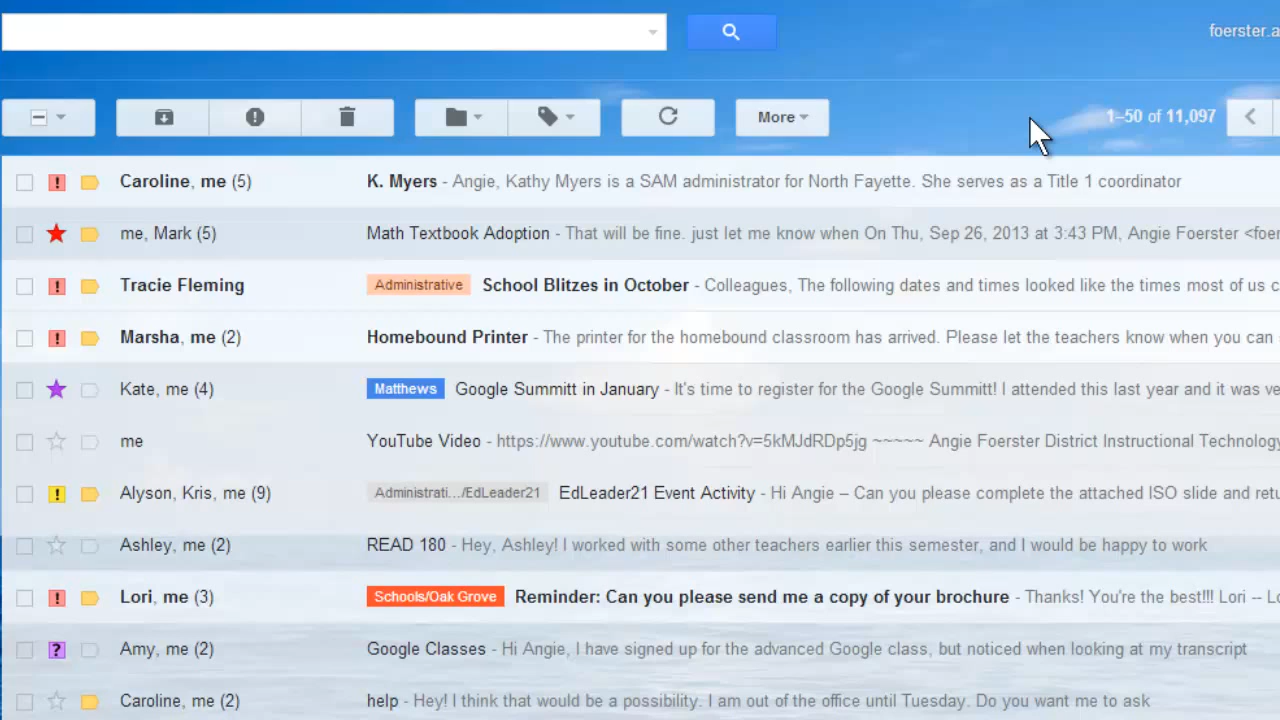 foerster.a
More
1–50 of 11,097
! Caroline, me (5) K. Myers - Angie, Kathy Myers is a SAM administrator for North Fayette. She serves as a Title 1 coordinator
me, Mark (5) Math Textbook Adoption - That will be fine. just let me know when On Thu, Sep 26, 2013 at 3:43 PM, Angie Foerster <foer
! Tracie Fleming Administrative School Blitzes in October - Colleagues, The following dates and times looked like the times most of us c
! Marsha, me (2) Homebound Printer - The printer for the homebound classroom has arrived. Please let the teachers know when you can
Kate, me (4) Matthews Google Summitt in January - It's time to register for the Google Summitt! I attended this last year and it was ve
me YouTube Video - https://www.youtube.com/watch?v=5kMJdRDp5jg ~~~~~ Angie Foerster District Instructional Technology
! Alyson, Kris, me (9) Administrati.../EdLeader21 EdLeader21 Event Activity - Hi Angie – Can you please complete the attached ISO slide and retu
Ashley, me (2) READ 180 - Hey, Ashley! I worked with some other teachers earlier this semester, and I would be happy to work
! Lori, me (3) Schools/Oak Grove Reminder: Can you please send me a copy of your brochure - Thanks! You're the best!!! Lori -- Lo
? Amy, me (2) Google Classes - Hi Angie, I have signed up for the advanced Google class, but noticed when looking at my transcript
Caroline, me (2) help - Hey! I think that would be a possibility. I am out of the office until Tuesday. Do you want me to ask